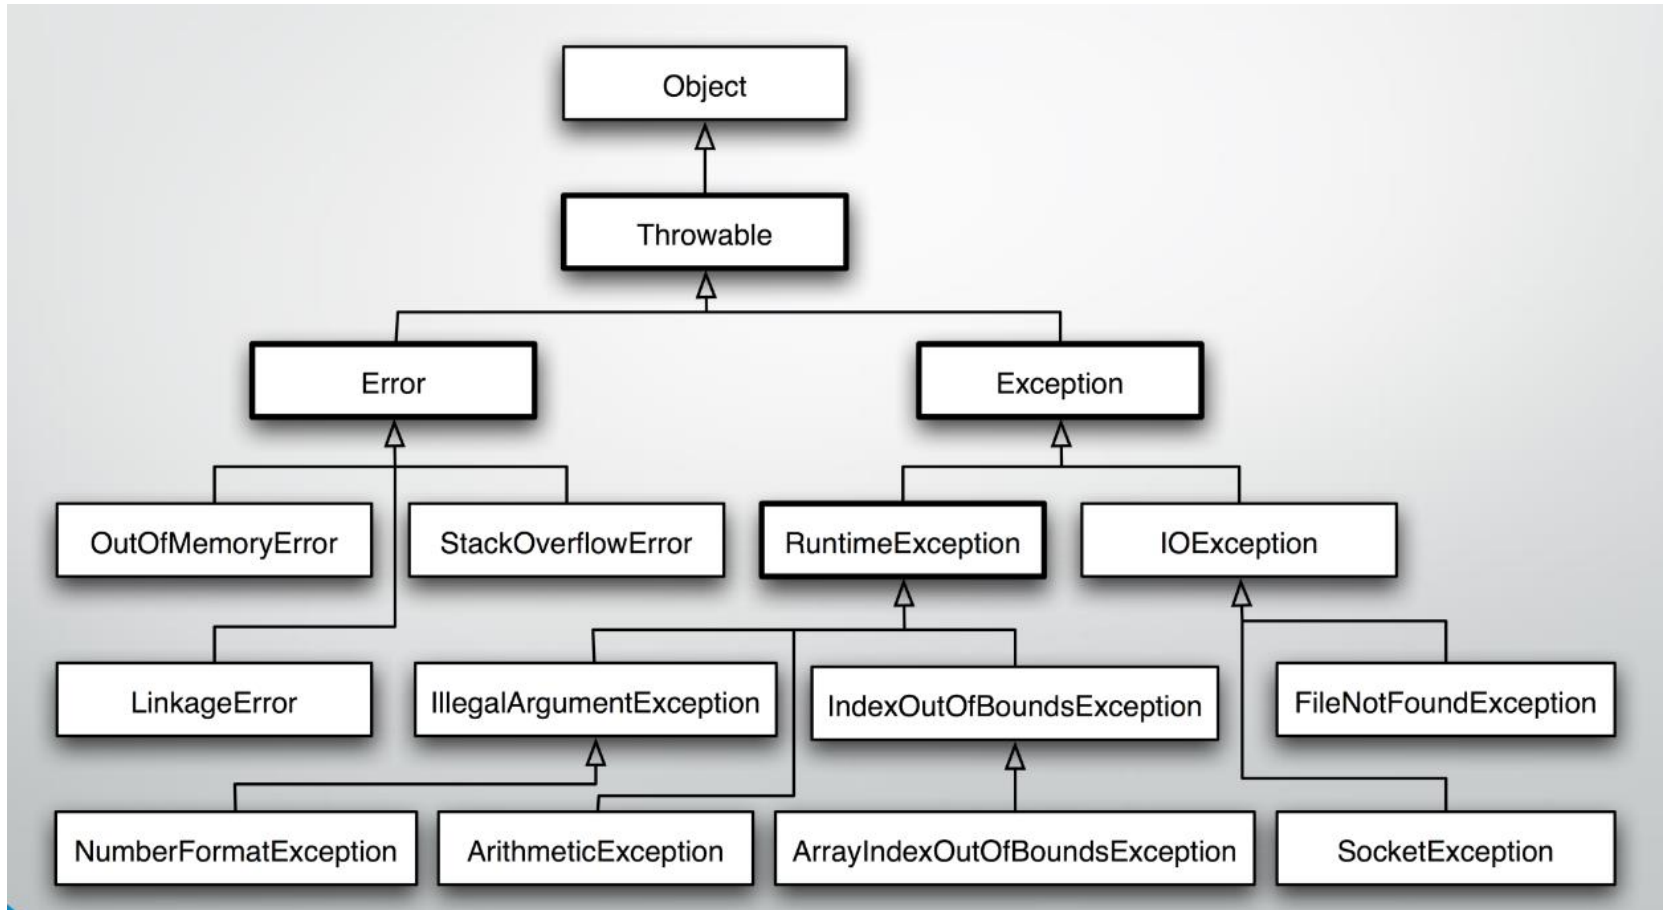 Object
Throwable
Error
Exception
OutOfMemoryError
StackOverflowError
RuntimeException
IOException
LinkageError
IllegalArgumentException
IndexOutOfBoundsException
FileNotFoundException
NumberFormatException
ArithmeticException
ArrayIndexOutOfBoundsException
SocketException